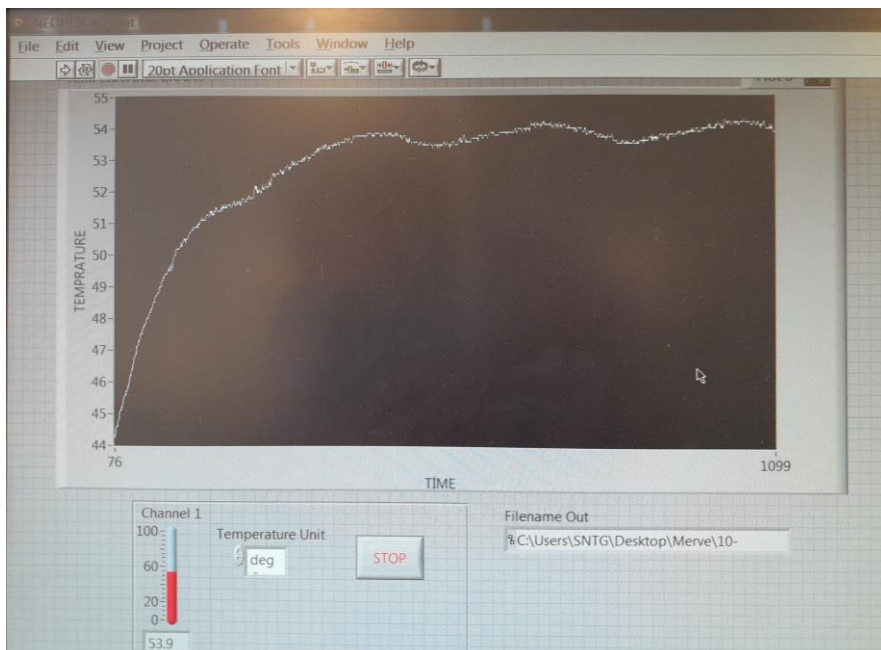 File Edit View Project Operate Tools Window Help
20pt Application Font
55
54
53
52
51
50
49
48
47
46
45
44
TEMPRATURE
76
1099
TİME
Channel 1
100
60
20
0
53.9
Temperature Unit
deg
STOP
Filename Out
C:\Users\SNTG\Desktop\Merve\10-